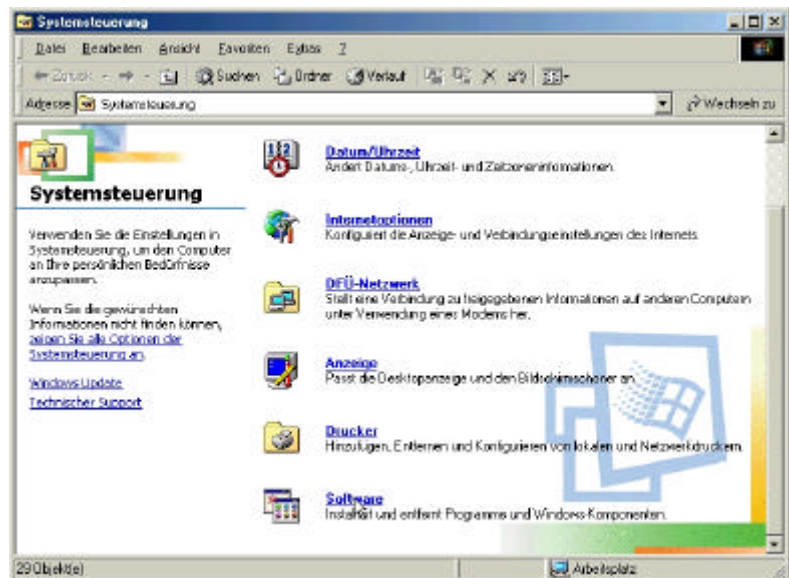 Systemsteuerung
Datei Bearbeiten Ansicht Favoriten Extras ?
Zurück Suchen Ordner Verlauf
Adresse Systemsteuerung Wechseln zu
Systemsteuerung
Verwenden Sie die Einstellungen in
Systemsteuerung, um den Computer
an Ihre persönlichen Bedürfnisse
anzupassen.
Wenn Sie die gewünschten
Informationen nicht finden können,
zeigen Sie alle Optionen der
Systemsteuerung an.
Windows Update
Technischer Support
Datum/Uhrzeit
Ändert Datums-, Uhrzeit- und Zeitzoneninformationen.
Internetoptionen
Konfiguriert die Anzeige- und Verbindungseinstellungen des Internets.
DFÜ-Netzwerk
Stellt eine Verbindung zu freigegebenen Informationen auf anderen Computern
unter Verwendung eines Modems her.
Anzeige
Passt die Desktopanzeige und den Bildschirmschoner an.
Drucker
Hinzufügen, Entfernen und Konfigurieren von lokalen und Netzwerkdruckern.
Software
Installiert und entfernt Programme und Windows-Komponenten.
29 Objekt(e) Arbeitsplatz